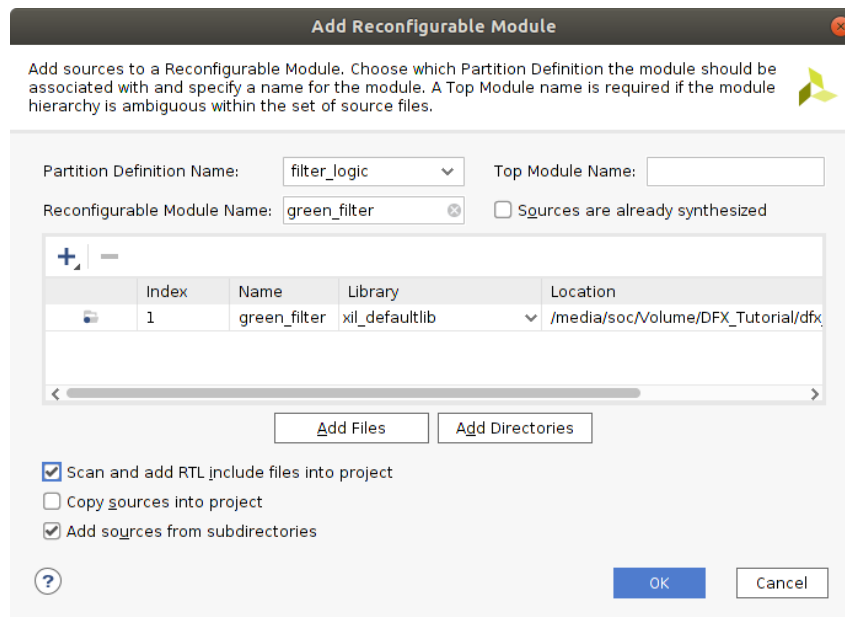 Add Reconfigurable Module
Add sources to a Reconfigurable Module. Choose which Partition Definition the module should be
associated with and specify a name for the module. A Top Module name is required if the module
hierarchy is ambiguous within the set of source files.
Partition Definition Name: filter_logic Top Module Name:
Reconfigurable Module Name: green_filter Sources are already synthesized
Index Name Library Location
1 green_filter xil_defaultlib /media/soc/Volume/DFX_Tutorial/dfx_
Add Files Add Directories
Scan and add RTL include files into project
Copy sources into project
Add sources from subdirectories
? OK Cancel